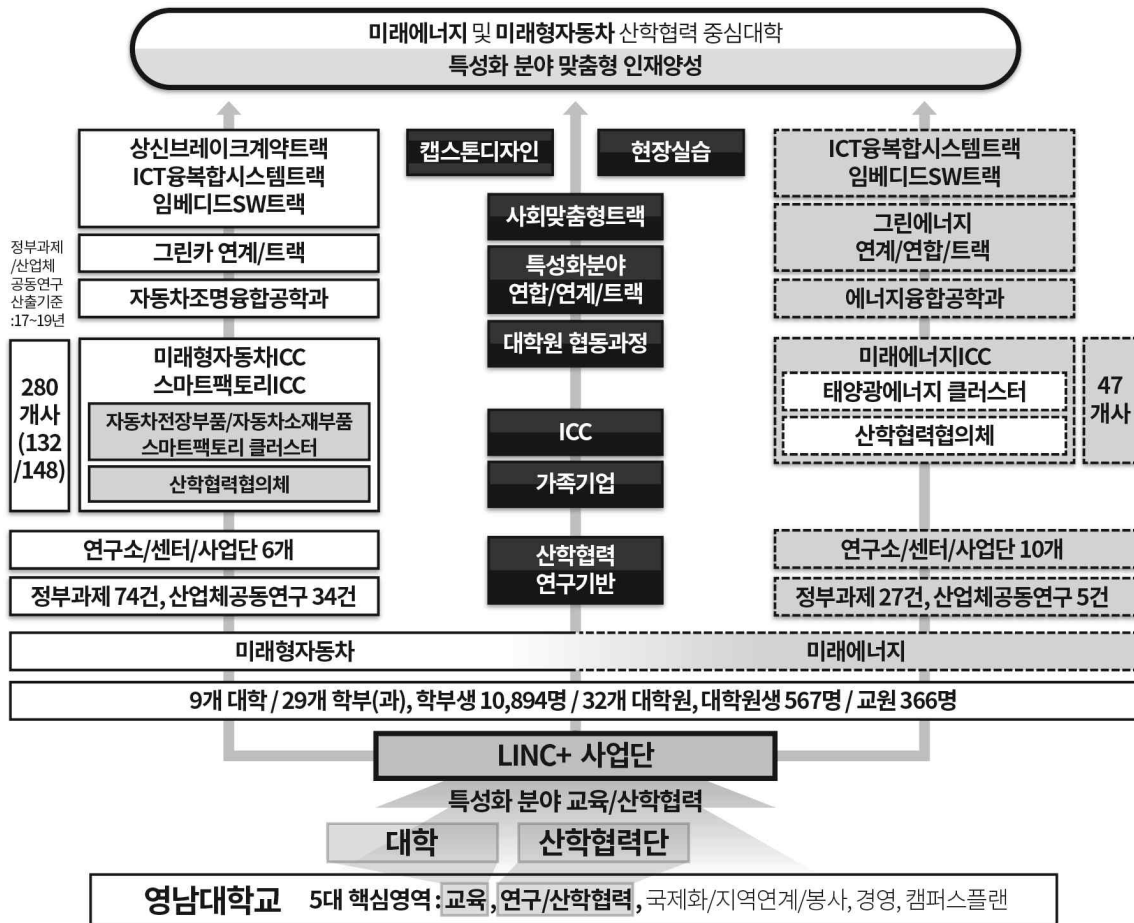 미래에너지 및 미래형자동차 산학협력 중심대학
특성화 분야 맞춤형 인재양성
상신브레이크계약트랙
ICT융복합시스템트랙
임베디드SW트랙
그린카 연계/트랙
자동차조명융합공학과
정부과제
/산업체
공동연구
산출기준
:17~19년
280
개사
(132
/148)
미래형자동차ICC
스마트팩토리ICC
자동차전장부품/자동차소재부품
스마트팩토리 클러스터
산학협력협의체
연구소/센터/사업단 6개
정부과제 74건, 산업체공동연구 34건
캡스톤디자인
현장실습
사회맞춤형트랙
특성화분야
연합/연계/트랙
대학원 협동과정
ICC
가족기업
산학협력
연구기반
ICT융복합시스템트랙
임베디드SW트랙
그린에너지
연계/연합/트랙
에너지융합공학과
미래에너지ICC
태양광에너지 클러스터
산학협력협의체
47
개사
연구소/센터/사업단 10개
정부과제 27건, 산업체공동연구 5건
미래형자동차
미래에너지
9개 대학 / 29개 학부(과), 학부생 10,894명 / 32개 대학원, 대학원생 567명 / 교원 366명
LINC+ 사업단
특성화 분야 교육/산학협력
대학
산학협력단
영남대학교 5대 핵심영역 : 교육, 연구/산학협력, 국제화/지역연계/봉사, 경영, 캠퍼스플랜